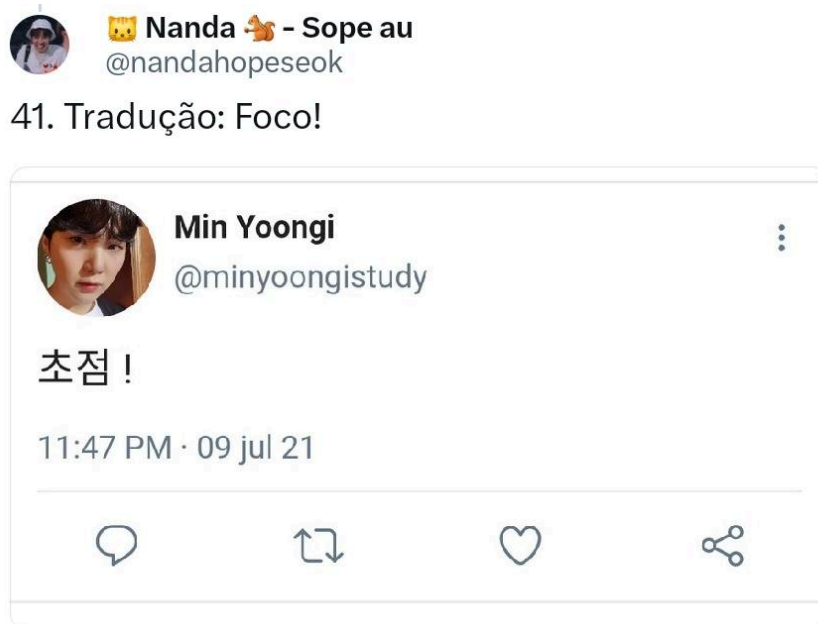 🐱 Nanda 🐿️ - Sope au
@nandahopeseok
41. Tradução: Foco!
Min Yoongi
@minyoongistudy
초점 !
11:47 PM · 09 jul 21